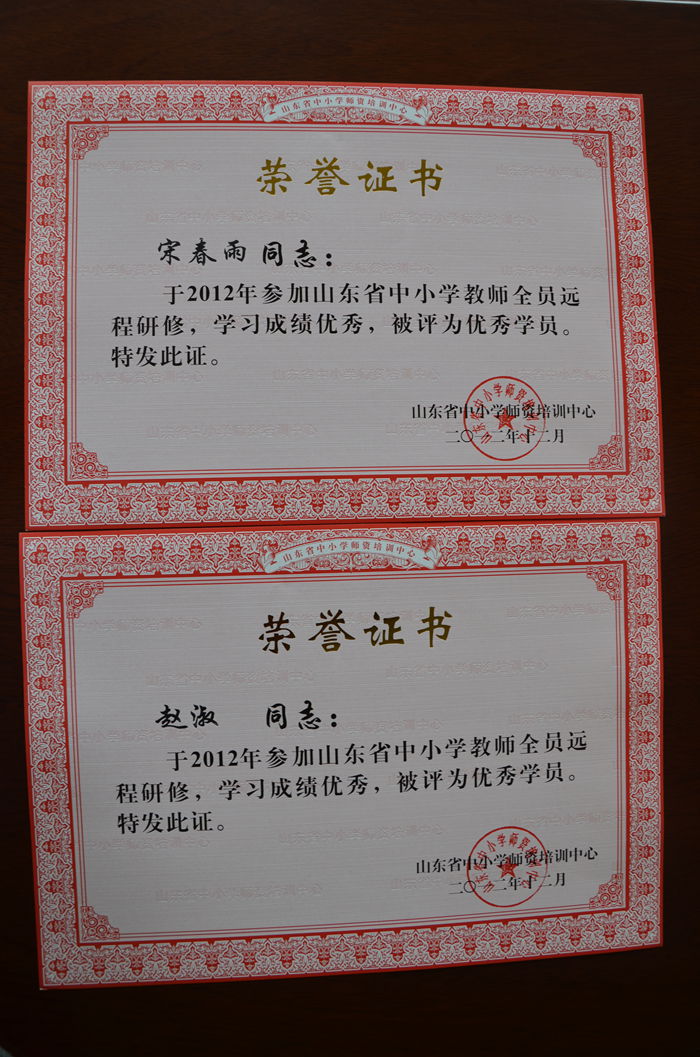 山东省中小学师资培训中心
荣誉证书
宋春雨 同志：
于2012年参加山东省中小学教师全员远
程研修，学习成绩优秀，被评为优秀学员。
特发此证。
山东省中小学师资培训中心
二〇一二年十二月
山东省中小学师资培训中心
荣誉证书
赵淑 同志：
于2012年参加山东省中小学教师全员远
程研修，学习成绩优秀，被评为优秀学员。
特发此证。
山东省中小学师资培训中心
二〇一二年十二月